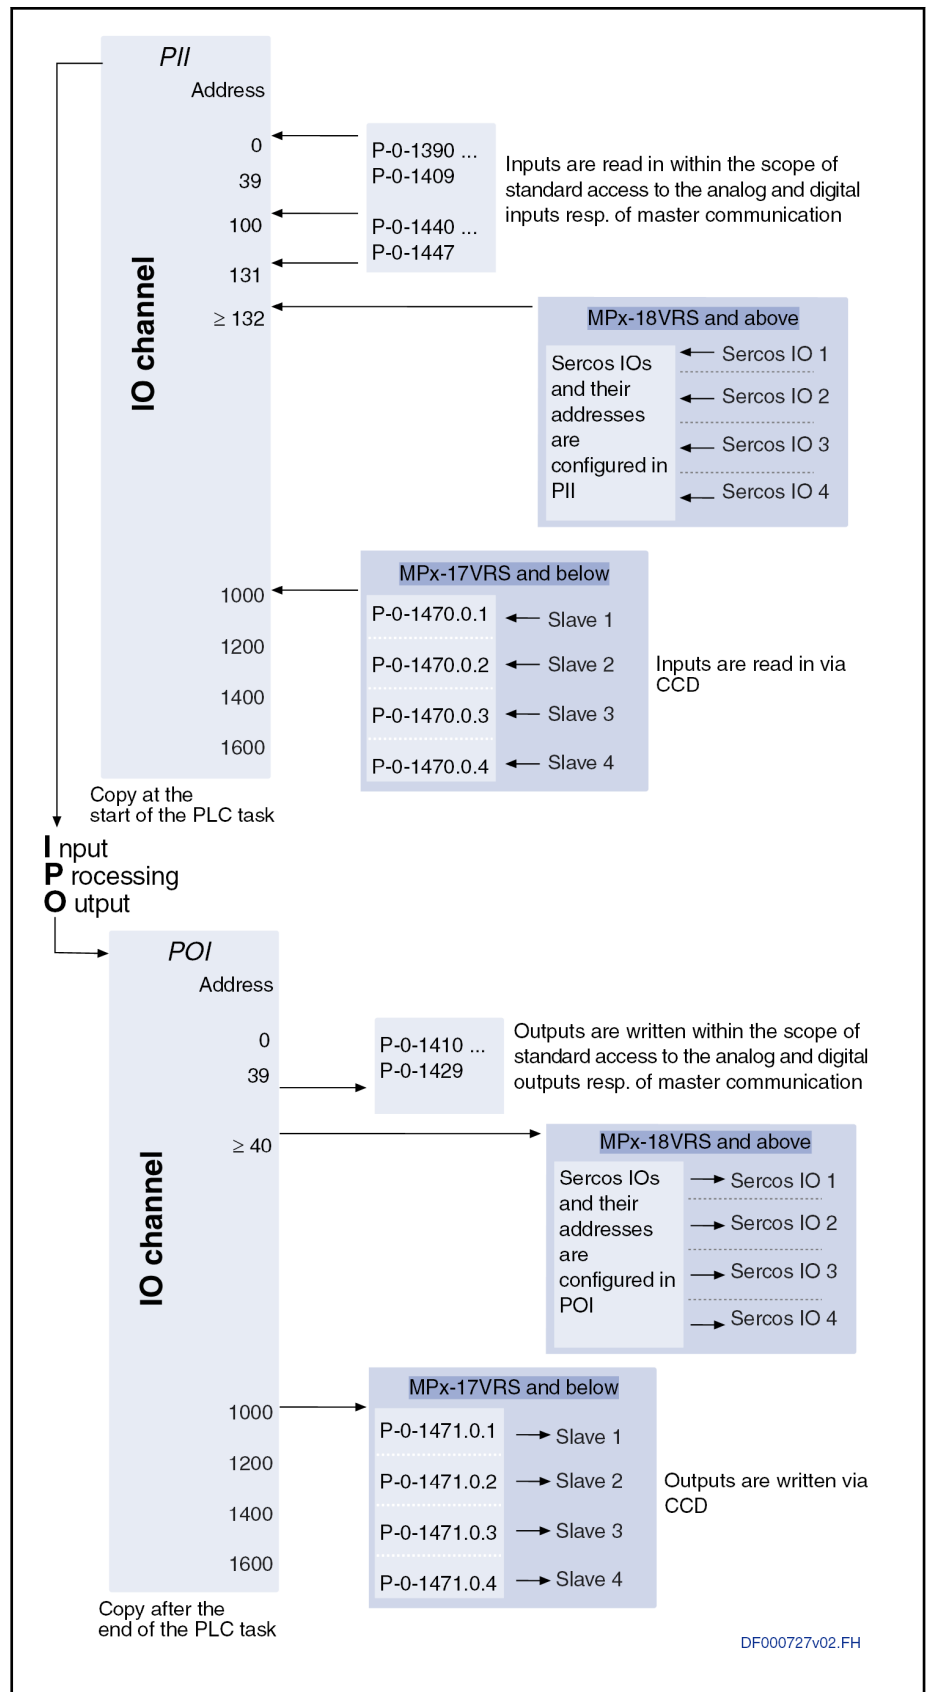 PII
Address
0
39
100
131
≥ 132
IO channel
1000
1200
1400
1600
P-0-1390 ...
P-0-1409
P-0-1440 ...
P-0-1447
Inputs are read in within the scope of
standard access to the analog and digital
inputs resp. of master communication
MPx-18VRS and above
Sercos IOs
and their
addresses
are
configured in
PII
Sercos IO 1
Sercos IO 2
Sercos IO 3
Sercos IO 4
MPx-17VRS and below
P-0-1470.0.1
Slave 1
P-0-1470.0.2
Slave 2
P-0-1470.0.3
Slave 3
P-0-1470.0.4
Slave 4
Inputs are read in via
CCD
Copy at the
start of the PLC task
I nput
P rocessing
O utput
POI
Address
0
39
≥ 40
IO channel
1000
1200
1400
1600
P-0-1410 ...
P-0-1429
Outputs are written within the scope of
standard access to the analog and digital
outputs resp. of master communication
MPx-18VRS and above
Sercos IOs
and their
addresses
are
configured in
POI
Sercos IO 1
Sercos IO 2
Sercos IO 3
Sercos IO 4
MPx-17VRS and below
P-0-1471.0.1
Slave 1
P-0-1471.0.2
Slave 2
P-0-1471.0.3
Slave 3
P-0-1471.0.4
Slave 4
Outputs are written via
CCD
Copy after the
end of the PLC task
DF000727v02.FH